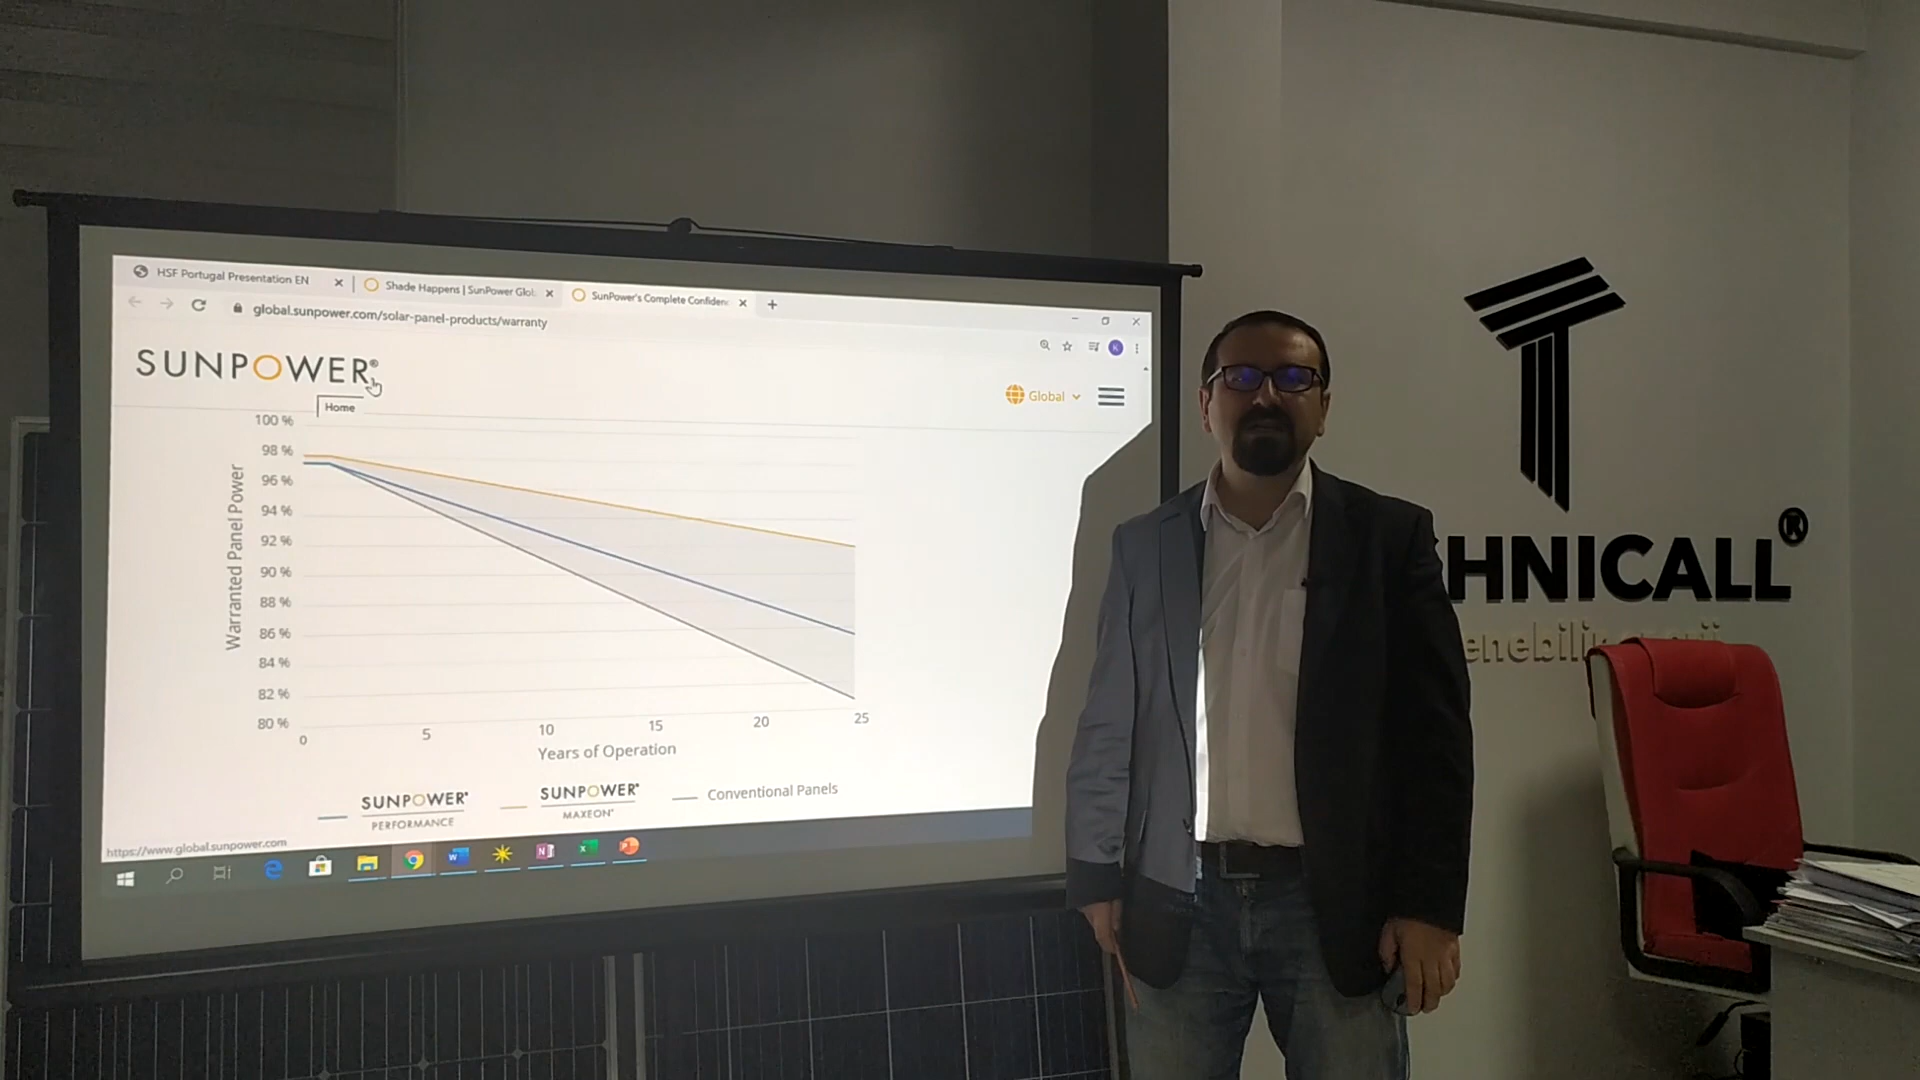 HSF Portugal Presentation EN
Shade Happens | SunPower Glo
SunPower's Complete Confiden
global.sunpower.com/solar-panel-products/warranty
K
SUNPOWER®
Home
Global
100 %
98 %
96 %
94 %
92 %
90 %
88 %
86 %
84 %
82 %
80 %
Warranted Panel Power
0 5 10 15 20 25
Years of Operation
SUNPOWER®
PERFORMANCE
SUNPOWER®
MAXEON®
Conventional Panels
https://www.global.sunpower.com
W N X P
T
HNICALL®
enebilir